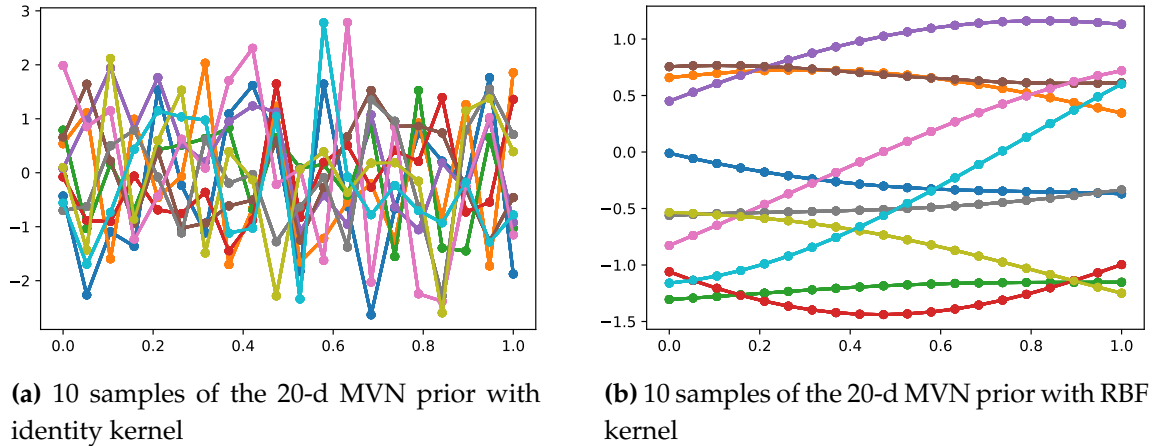 3
2
1
0
−1
−2
0.0 0.2 0.4 0.6 0.8 1.0
1.0
0.5
0.0
−0.5
−1.0
−1.5
0.0 0.2 0.4 0.6 0.8 1.0
(a) 10 samples of the 20-d MVN prior with
identity kernel
(b) 10 samples of the 20-d MVN prior with RBF
kernel